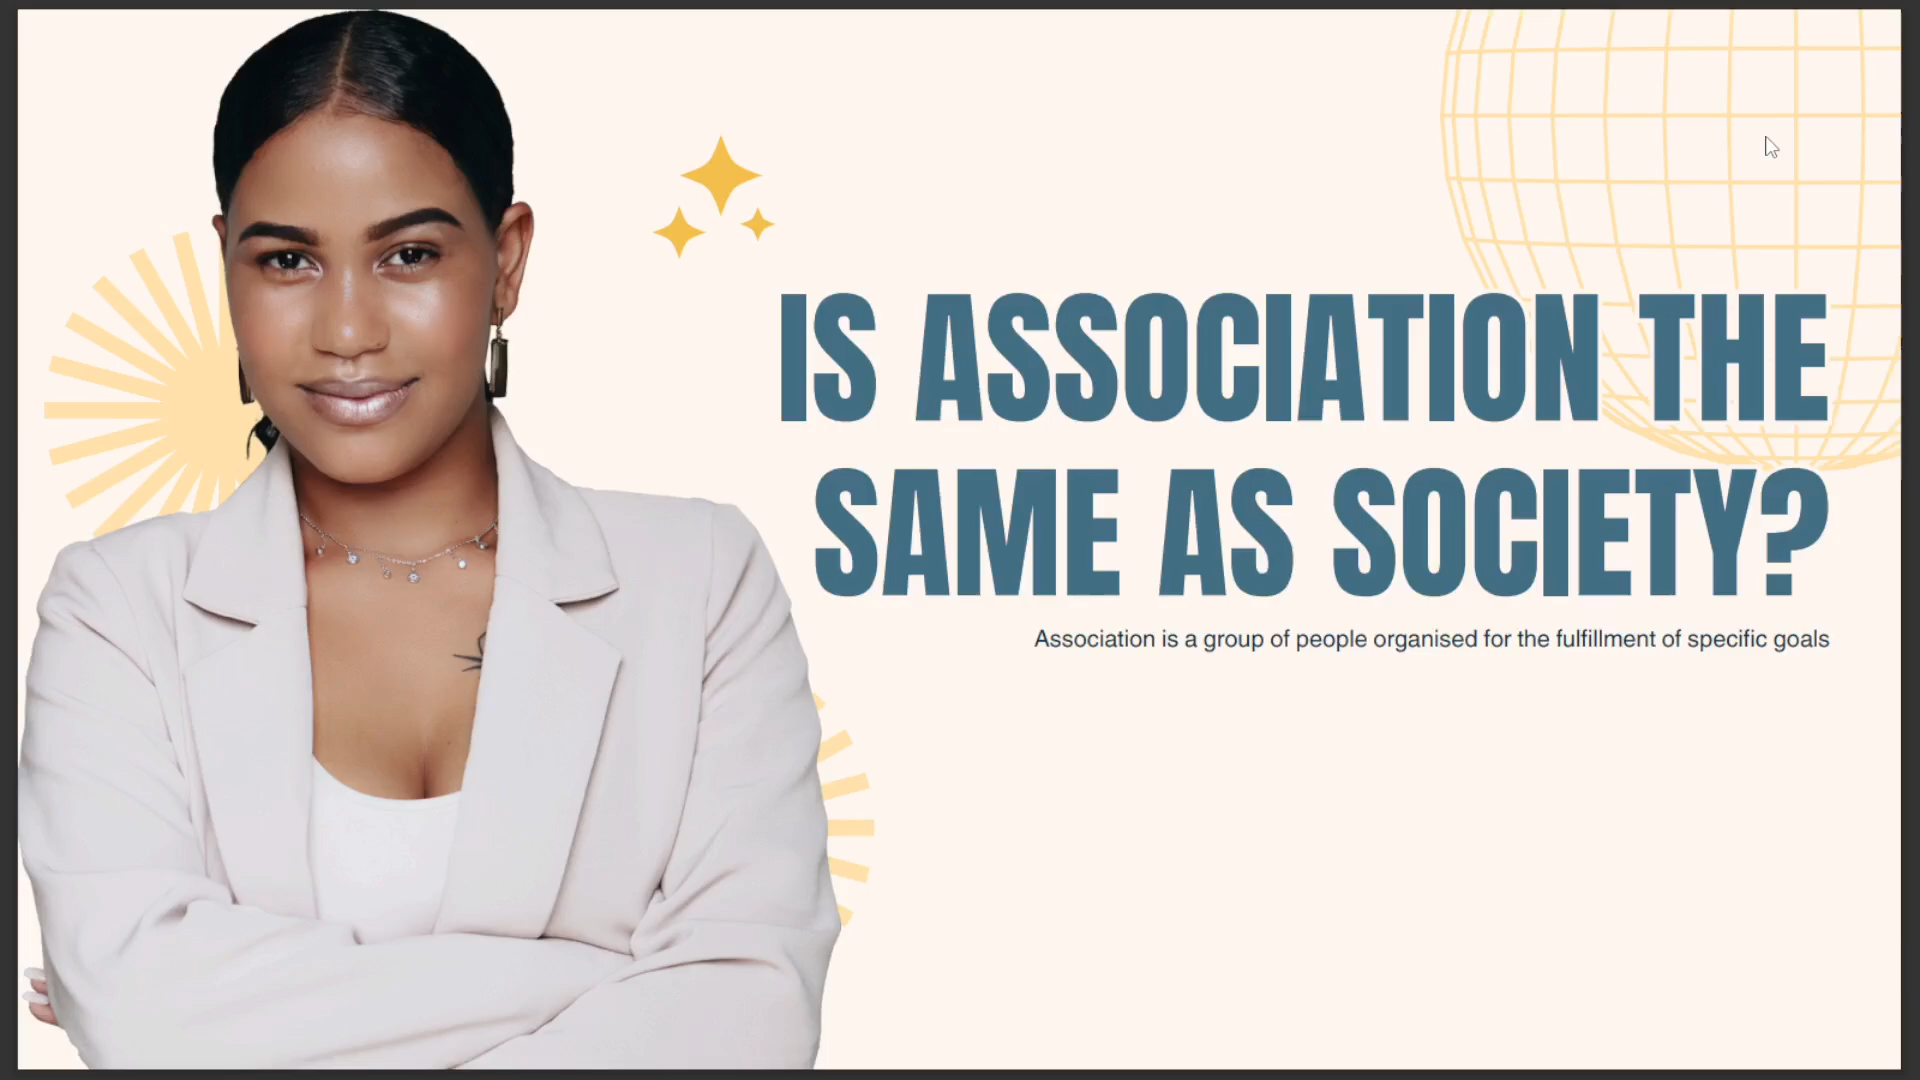 IS ASSOCIATION THE
SAME AS SOCIETY?
Association is a group of people organised for the fulfillment of specific goals